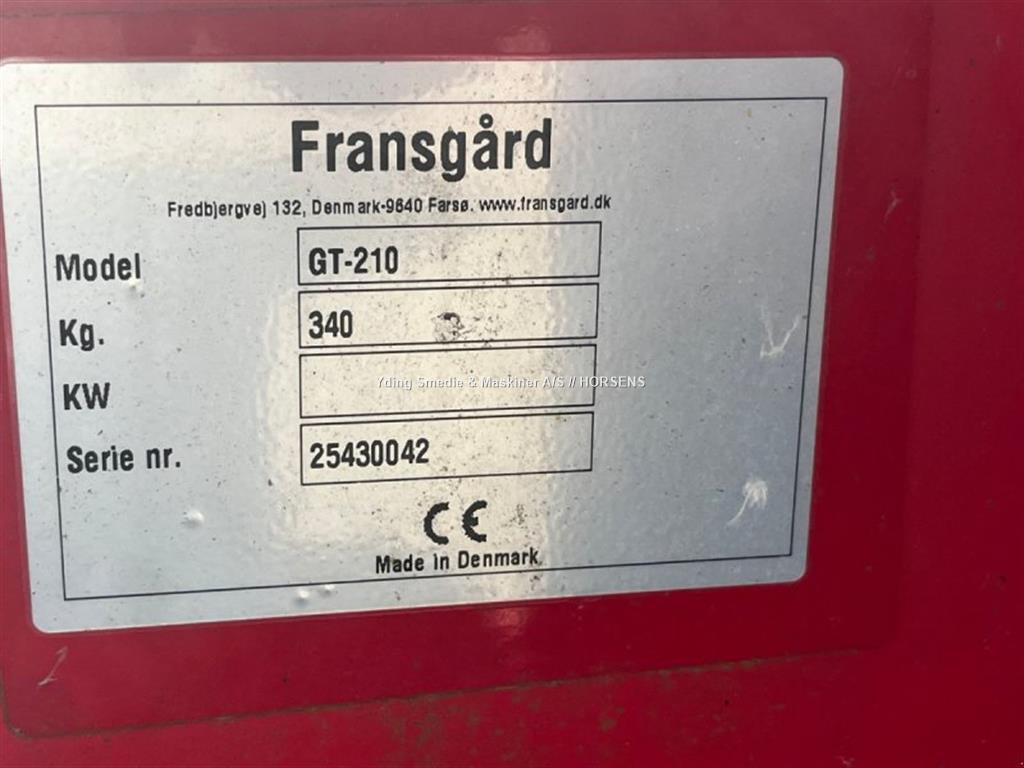 Fransgård
Fredbjergvej 132, Denmark-9640 Farsø. www.fransgard.dk
Model GT-210
Kg. 340
KW
Yding Smedie & Maskiner A/S // HORSENS
Serie nr. 25430042
CE
Made in Denmark